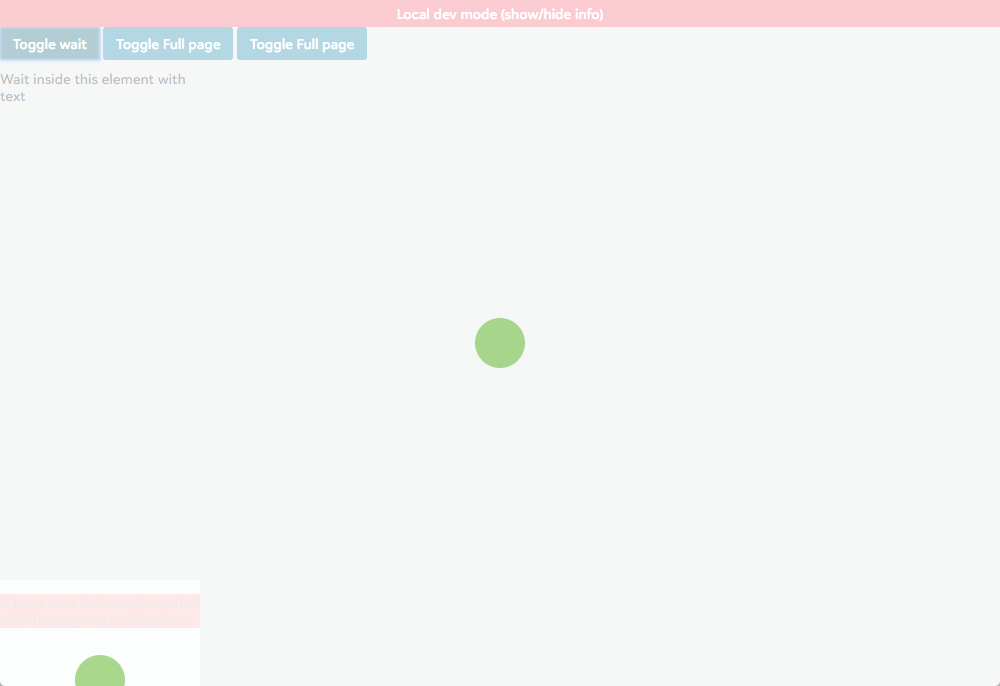 Local dev mode (show/hide info)
Toggle wait
Toggle Full page
Toggle Full page
Wait inside this element with
text